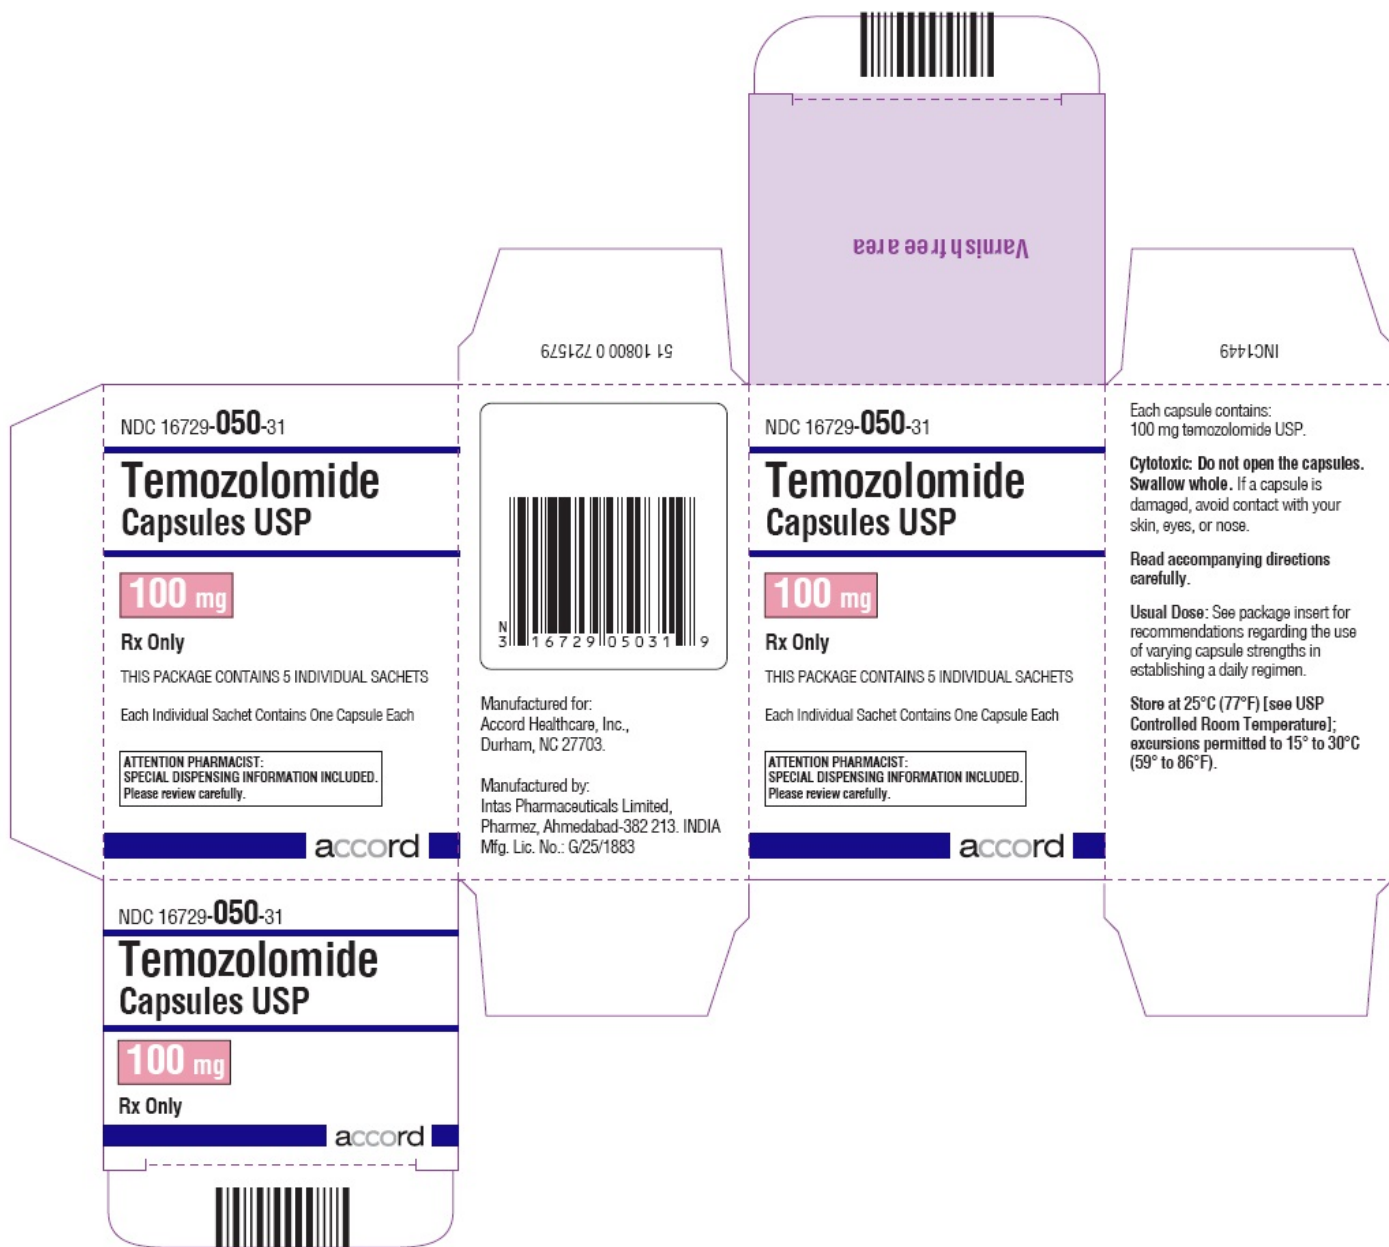 Varnish free area
51 10800 0 721579
INC1449
NDC 16729-050-31
Temozolomide
Capsules USP
100 mg
Rx Only
THIS PACKAGE CONTAINS 5 INDIVIDUAL SACHETS
Each Individual Sachet Contains One Capsule Each
ATTENTION PHARMACIST:
SPECIAL DISPENSING INFORMATION INCLUDED.
Please review carefully.
accord
N
3 16729 05031 9
Manufactured for:
Accord Healthcare, Inc.,
Durham, NC 27703.
Manufactured by:
Intas Pharmaceuticals Limited,
Pharmez, Ahmedabad-382 213. INDIA
Mfg. Lic. No.: G/25/1883
NDC 16729-050-31
Temozolomide
Capsules USP
100 mg
Rx Only
THIS PACKAGE CONTAINS 5 INDIVIDUAL SACHETS
Each Individual Sachet Contains One Capsule Each
ATTENTION PHARMACIST:
SPECIAL DISPENSING INFORMATION INCLUDED.
Please review carefully.
accord
Each capsule contains:
100 mg temozolomide USP.
Cytotoxic: Do not open the capsules.
Swallow whole. If a capsule is
damaged, avoid contact with your
skin, eyes, or nose.
Read accompanying directions
carefully.
Usual Dose: See package insert for
recommendations regarding the use
of varying capsule strengths in
establishing a daily regimen.
Store at 25°C (77°F) [see USP
Controlled Room Temperature];
excursions permitted to 15° to 30°C
(59° to 86°F).
NDC 16729-050-31
Temozolomide
Capsules USP
100 mg
Rx Only
accord